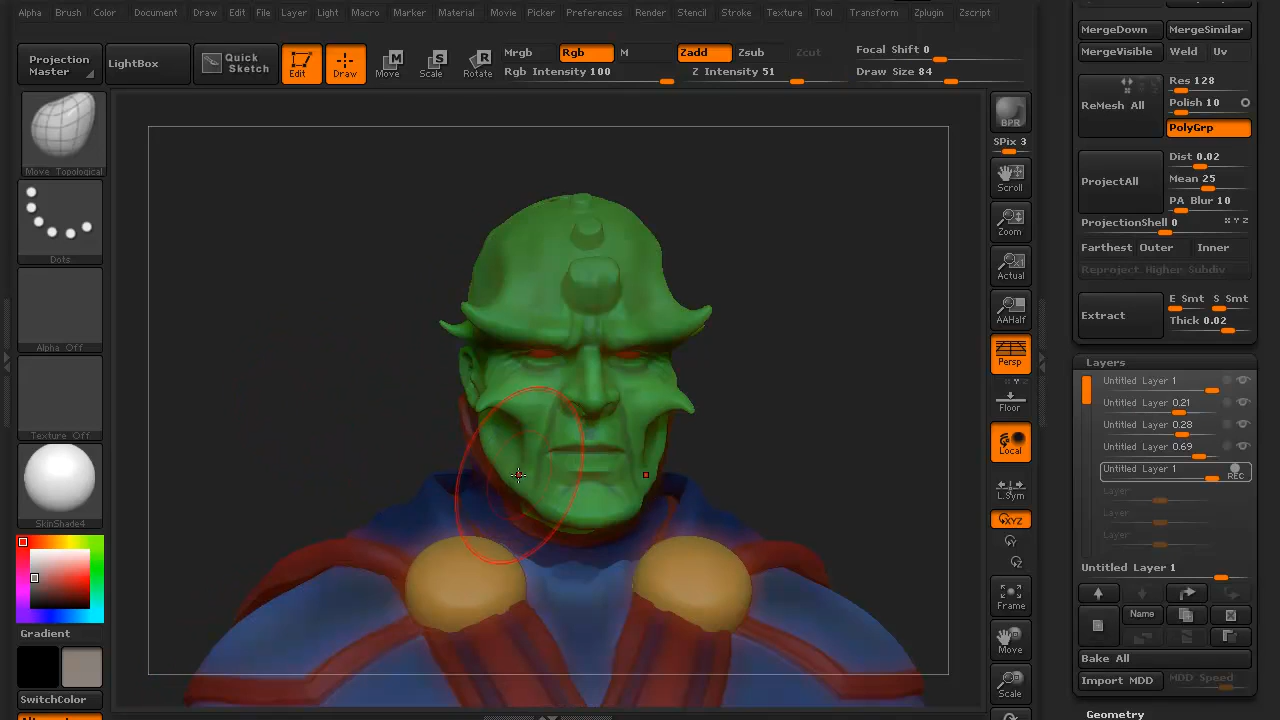 Alpha Brush Color Document Draw Edit File Layer Light Macro Marker Material Movie Picker Preferences Render Stencil Stroke Texture Tool Transform Zplugin Zscript
Projection Master
LightBox
Quick Sketch
Edit
Draw
Move
Scale
Rotate
Mrgb Rgb M
Rgb Intensity 100
Zadd Zsub Zcut
Z Intensity 51
Focal Shift 0
Draw Size 84
Move Topological
Dots
Alpha Off
Texture Off
SkinShade4
Gradient
SwitchColor
BPR
SPix 3
Scroll
Zoom
Actual
AAHalf
Persp
Floor
Local
L.Sym
XYZ
Frame
Move
Scale
MergeDown MergeSimilar
MergeVisible Weld Uv
ReMesh All
Res 128
Polish 10
PolyGrp
ProjectAll
Dist 0.02
Mean 25
PA Blur 10
ProjectionShell 0
Farthest Outer Inner
Reproject Higher Subdiv
Extract
E Smt S Smt
Thick 0.02
Layers
Untitled Layer 1
Untitled Layer 0.21
Untitled Layer 0.28
Untitled Layer 0.69
Untitled Layer 1
REC
Layer
Layer
Layer
Untitled Layer 1
Name
Bake All
Import MDD MDD Speed
Geometry